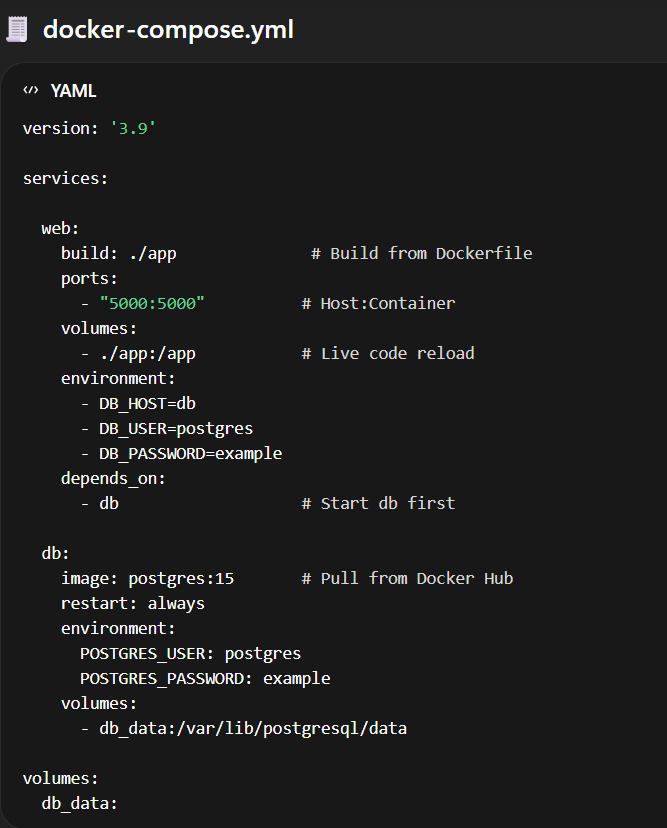 docker-compose.yml
YAML
version: '3.9'
services:
web:
build: ./app # Build from Dockerfile
ports:
- "5000:5000" # Host:Container
volumes:
- ./app:/app # Live code reload
environment:
- DB_HOST=db
- DB_USER=postgres
- DB_PASSWORD=example
depends_on:
- db # Start db first
db:
image: postgres:15 # Pull from Docker Hub
restart: always
environment:
POSTGRES_USER: postgres
POSTGRES_PASSWORD: example
volumes:
- db_data:/var/lib/postgresql/data
volumes:
db_data: